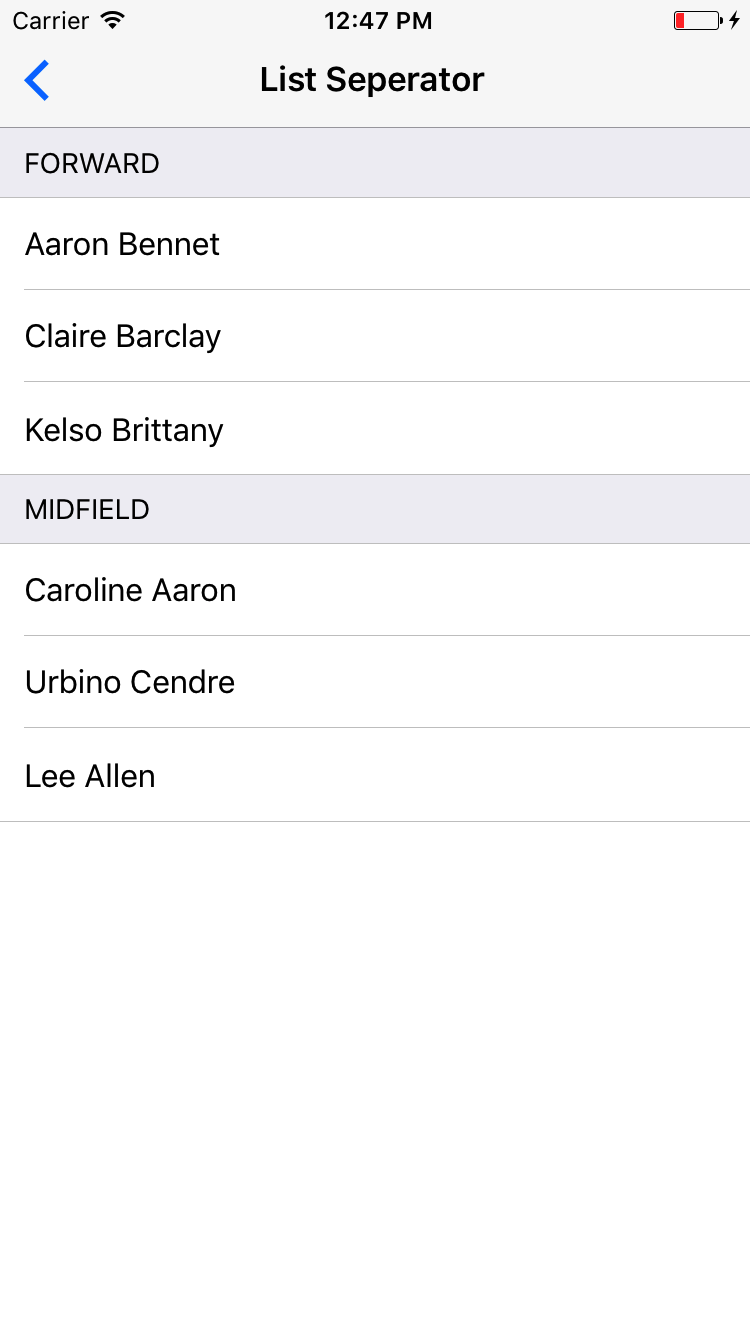 Carrier 12:47 PM
List Seperator
FORWARD
Aaron Bennet
Claire Barclay
Kelso Brittany
MIDFIELD
Caroline Aaron
Urbino Cendre
Lee Allen